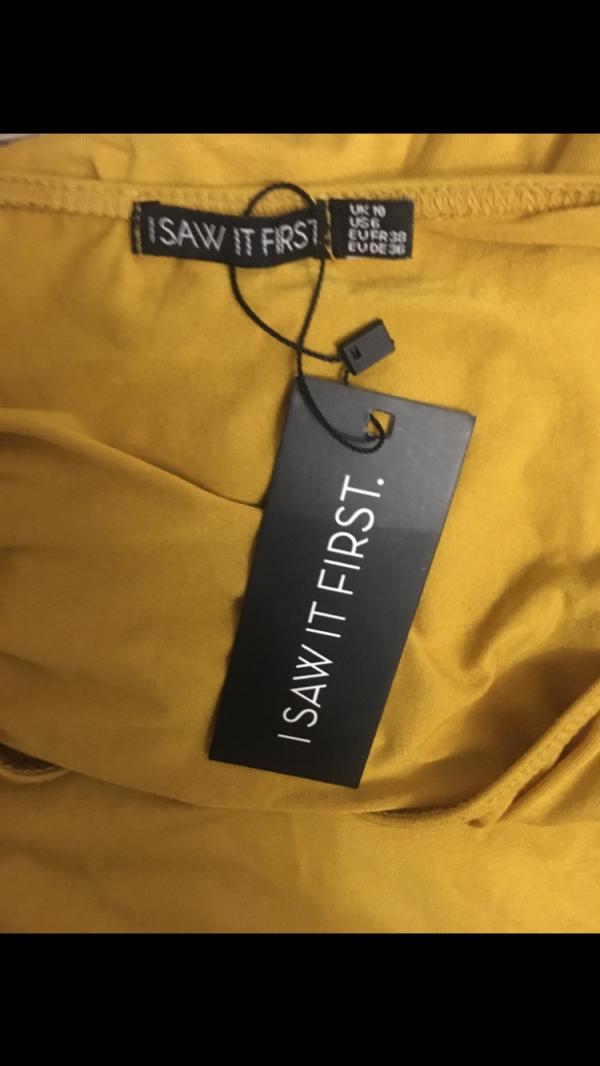 I SAW IT FIRST.
UK 10
US 6
EU FR 38
EU DE 36
I SAW IT FIRST.